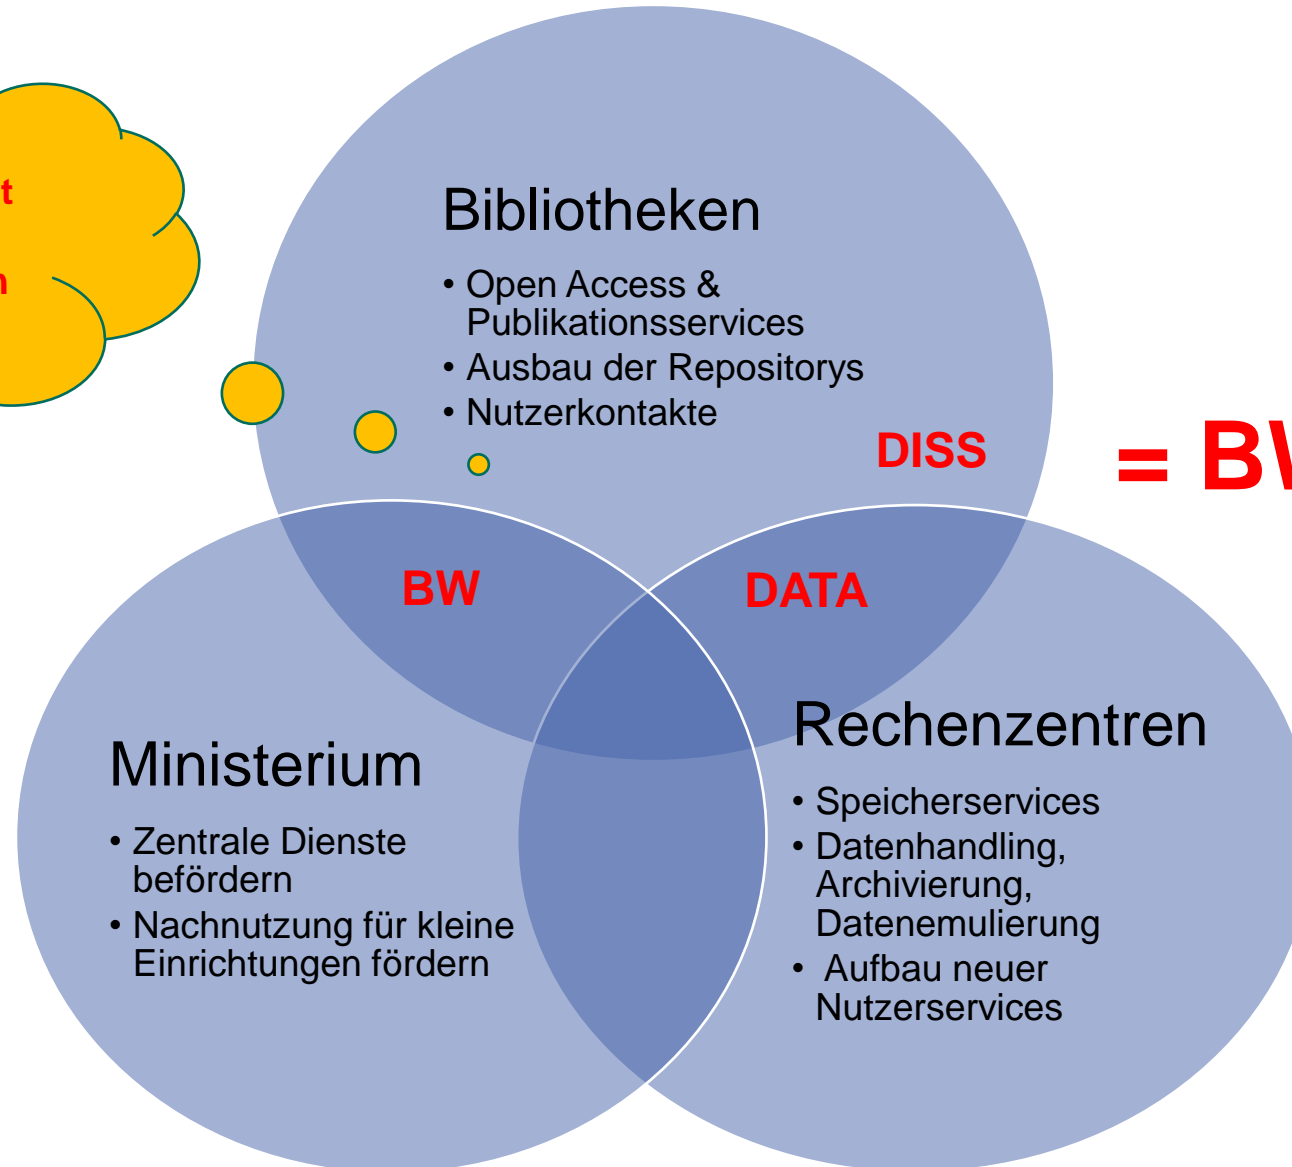 Bibliotheken
• Open Access &
Publikationsservices
• Ausbau der Repositorys
• Nutzerkontakte
DISS
= B
BW
DATA
Ministerium
• Zentrale Dienste
befördern
• Nachnutzung für kleine
Einrichtungen fördern
Rechenzentren
• Speicherservices
• Datenhandling,
Archivierung,
Datenemulierung
• Aufbau neuer
Nutzerservices